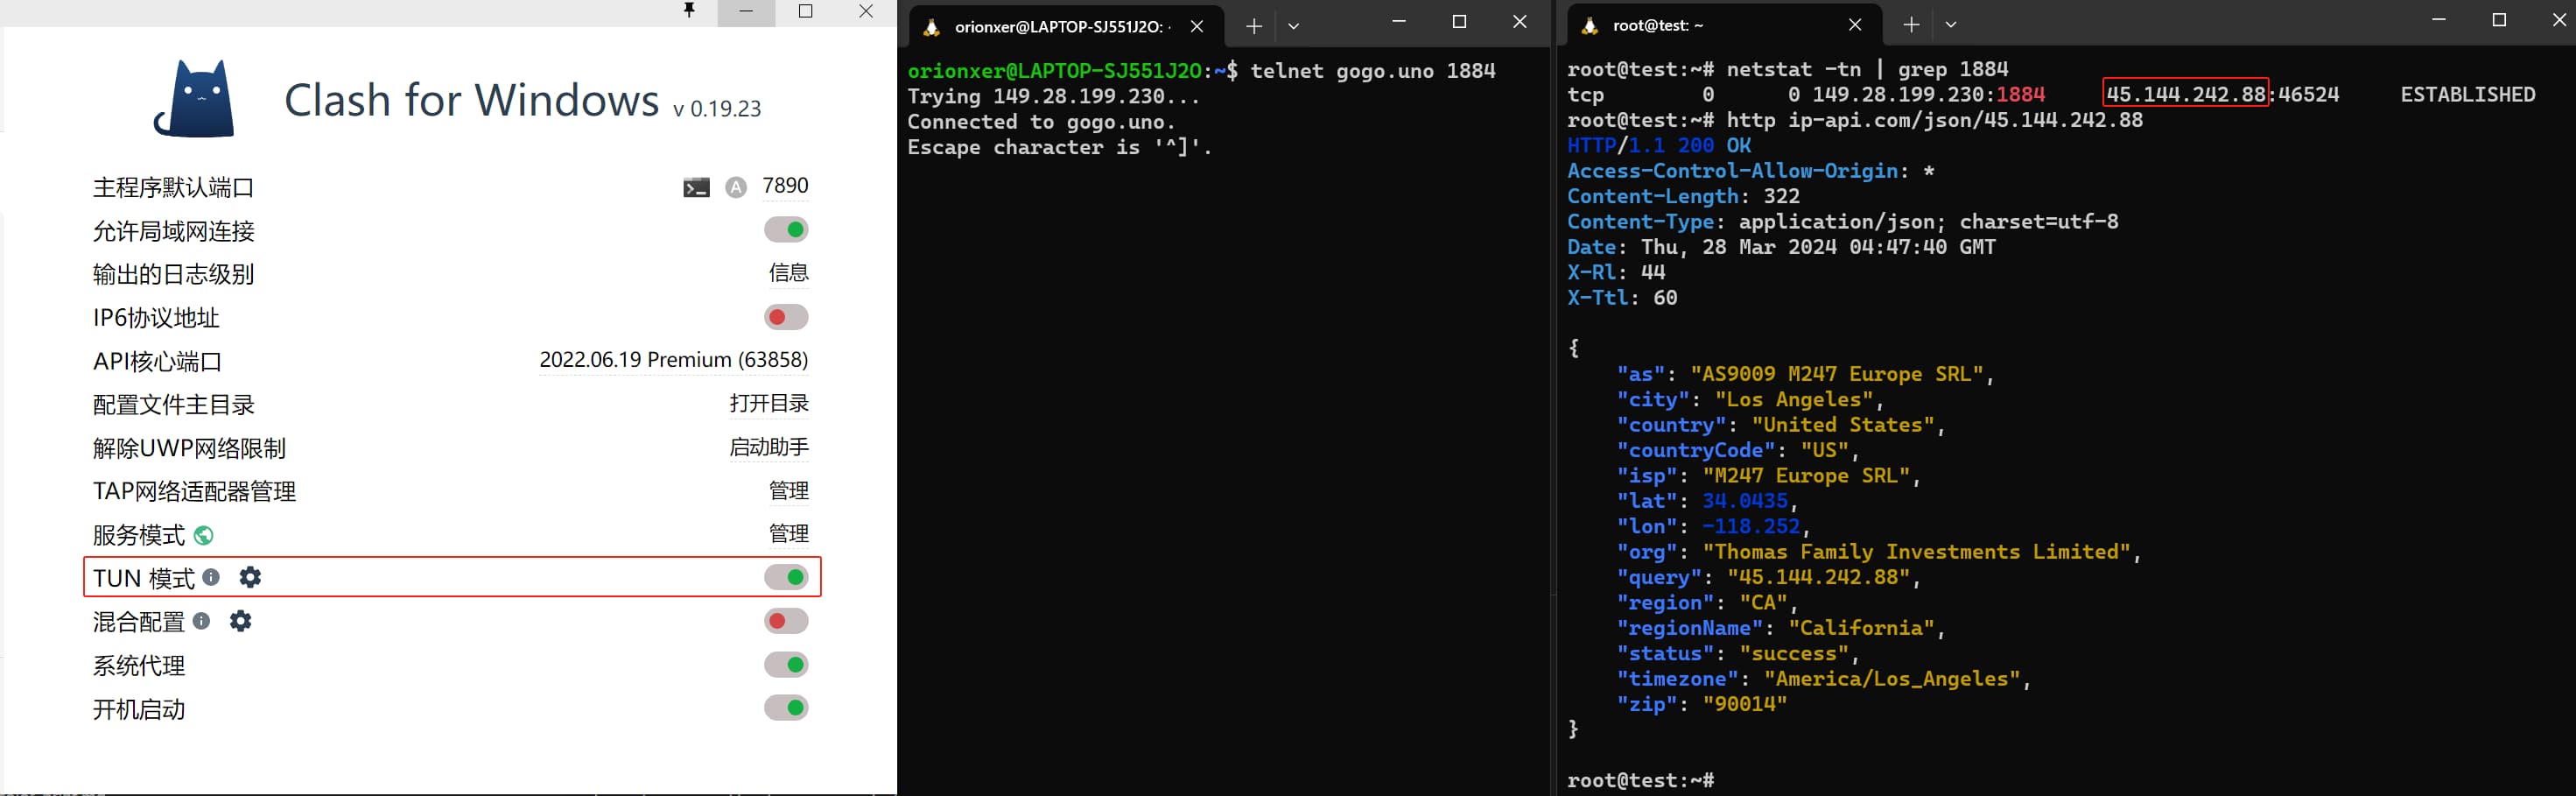 Clash for Windows v 0.19.23
主程序默认端口 A 7890
允许局域网连接
输出的日志级别 信息
IP6协议地址
API核心端口 2022.06.19 Premium (63858)
配置文件主目录 打开目录
解除UWP网络限制 启动助手
TAP网络适配器管理 管理
服务模式 管理
TUN 模式
混合配置
系统代理
开机启动
orionxer@LAPTOP-SJ551J2O: ·
orionxer@LAPTOP-SJ551J2O:~$ telnet gogo.uno 1884
Trying 149.28.199.230...
Connected to gogo.uno.
Escape character is '^]'.
root@test: ~
root@test:~# netstat -tn | grep 1884
tcp 0 0 149.28.199.230:1884 45.144.242.88:46524 ESTABLISHED
root@test:~# http ip-api.com/json/45.144.242.88
HTTP/1.1 200 OK
Access-Control-Allow-Origin: *
Content-Length: 322
Content-Type: application/json; charset=utf-8
Date: Thu, 28 Mar 2024 04:47:40 GMT
X-Rl: 44
X-Ttl: 60
{
"as": "AS9009 M247 Europe SRL",
"city": "Los Angeles",
"country": "United States",
"countryCode": "US",
"isp": "M247 Europe SRL",
"lat": 34.0435,
"lon": -118.252,
"org": "Thomas Family Investments Limited",
"query": "45.144.242.88",
"region": "CA",
"regionName": "California",
"status": "success",
"timezone": "America/Los_Angeles",
"zip": "90014"
}
root@test:~#